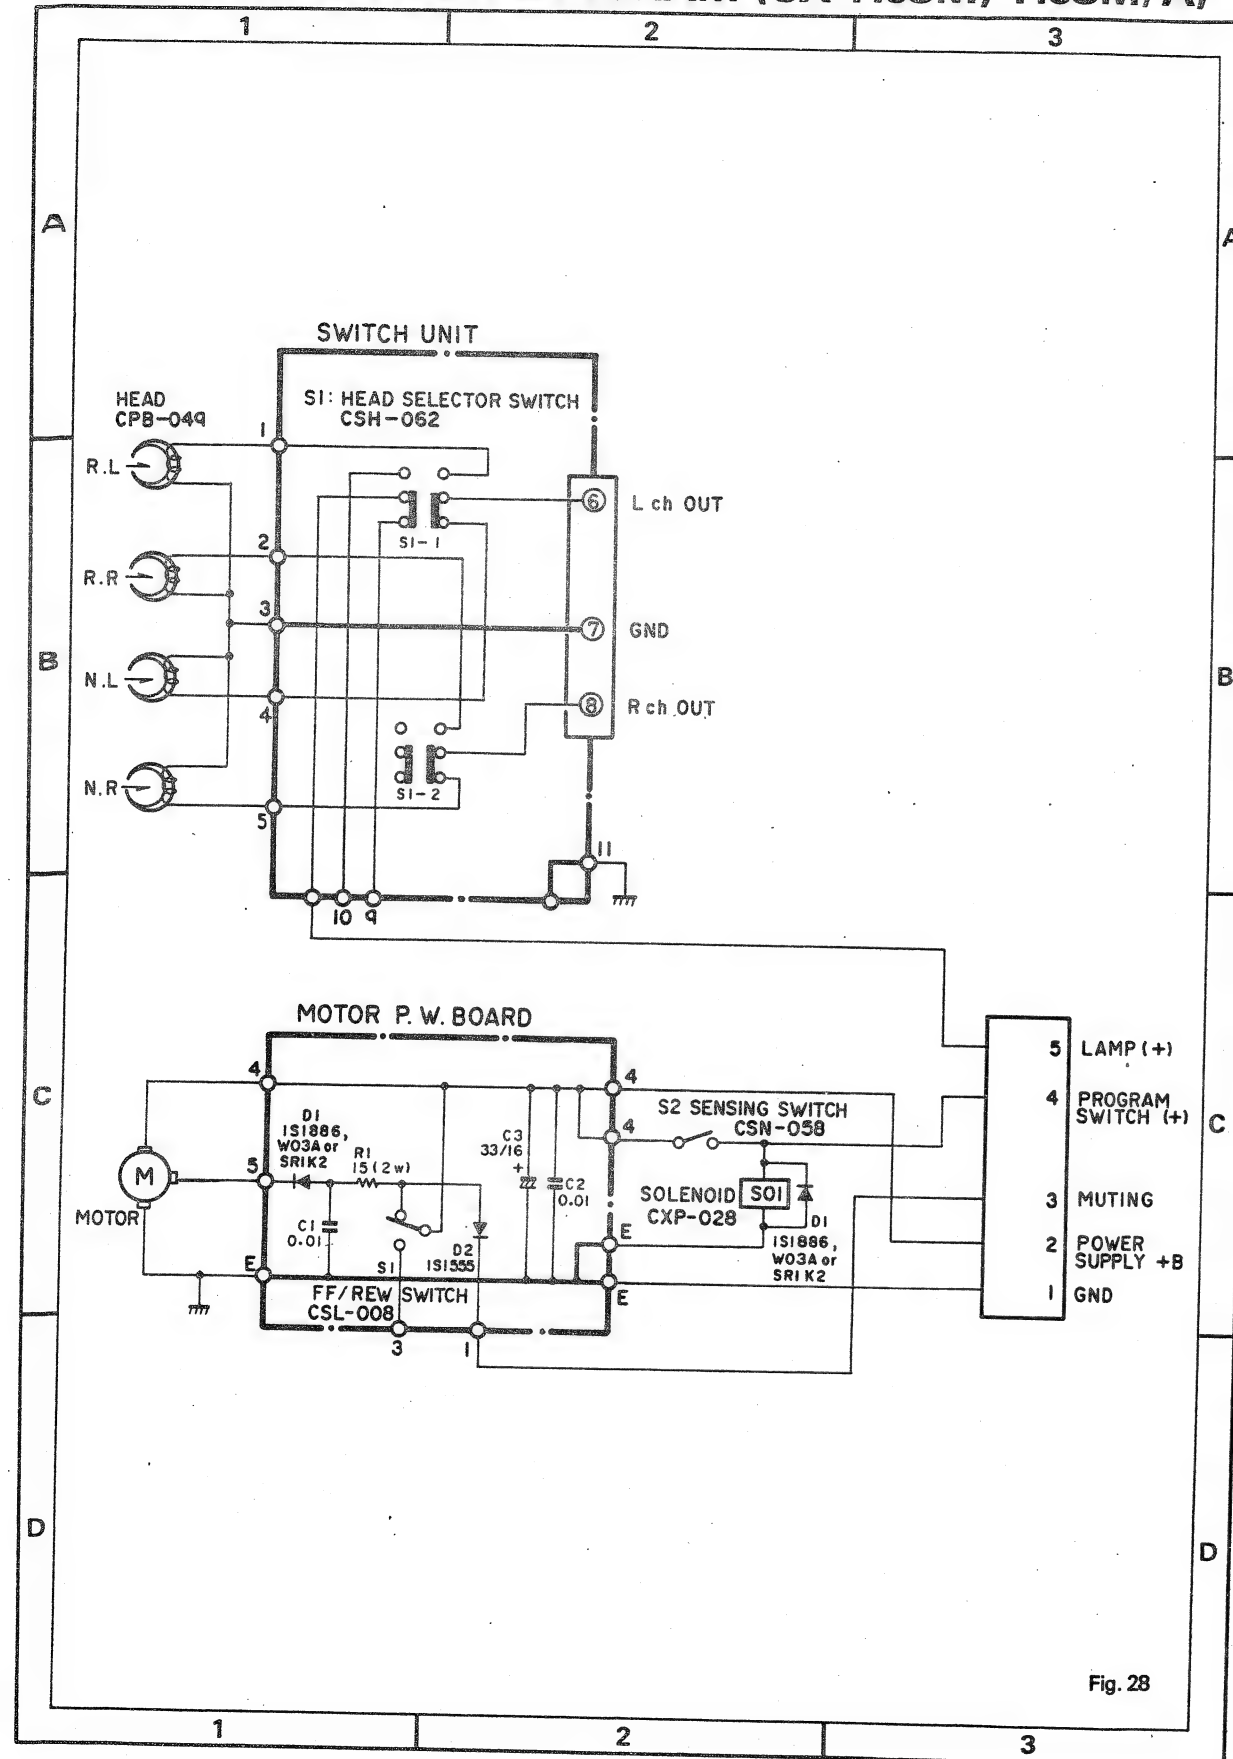 1
2
3
A
A
SWITCH UNIT
HEAD
CPB-049
S1: HEAD SELECTOR SWITCH
CSH-062
1
R.L
6
L ch OUT
S1-1
2
R.R
3
7
GND
B
B
N.L
4
8
R ch OUT
N.R
S1-2
5
11
10 9
MOTOR P. W. BOARD
C
C
4
4
5 LAMP (+)
4 PROGRAM
SWITCH (+)
S2 SENSING SWITCH
CSN-058
4
D1
1S1886,
W03A or
SR1K2
R1
15 (2w)
C3
33/16
+
C2
0.01
5
M
MOTOR
C1
0.01
SOLENOID
CXP-028
SO1
D1
1S1886,
W03A or
SR1K2
3 MUTING
2 POWER
SUPPLY +B
1 GND
E
S1
D2
1S1555
E
E
FF/REW SWITCH
CSL-008
3
1
D
D
Fig. 28
1
2
3